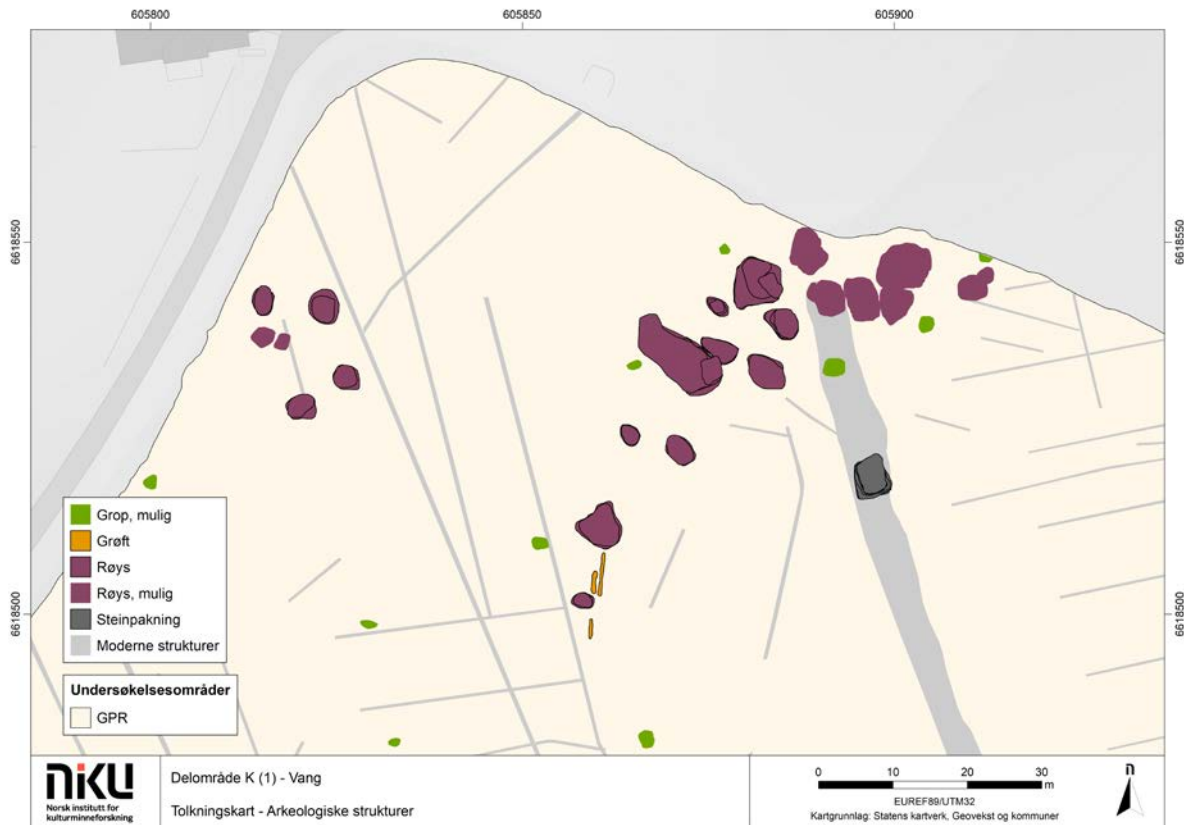 605800
605850
605900
6618550
6618550
6618500
6618500
Grop, mulig
Grøft
Røys
Røys, mulig
Steinpakning
Moderne strukturer
Undersøkelsesområder
GPR
NIKU
Norsk institutt for
kulturminneforskning
Delområde K (1) - Vang
Tolkningskart - Arkeologiske strukturer
0 10 20 30
m
EUREF89/UTM32
Kartgrunnlag: Statens kartverk, Geovekst og kommuner
n